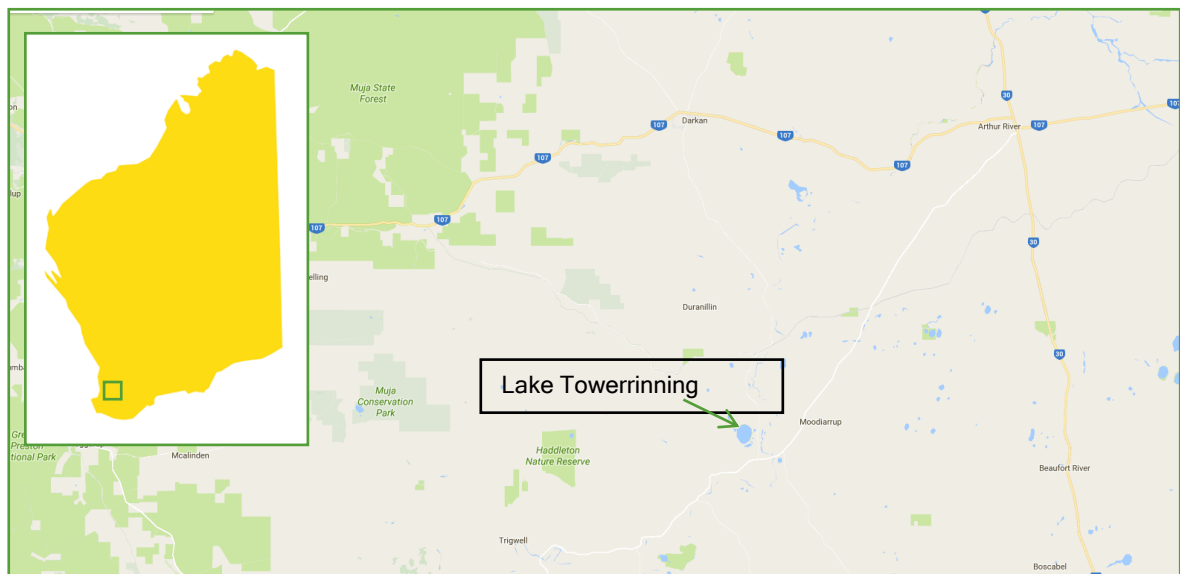 Muja State
Forest
30
107
107
Darkan
107
Arthur River
107
107
107
107
107
30
Duranillin
30
Lake Towerrinning
Muja
Conservation
Park
Moodiarrup
Haddleton
Nature Reserve
Mcalinden
Beaufort River
Trigwell
Boscabel